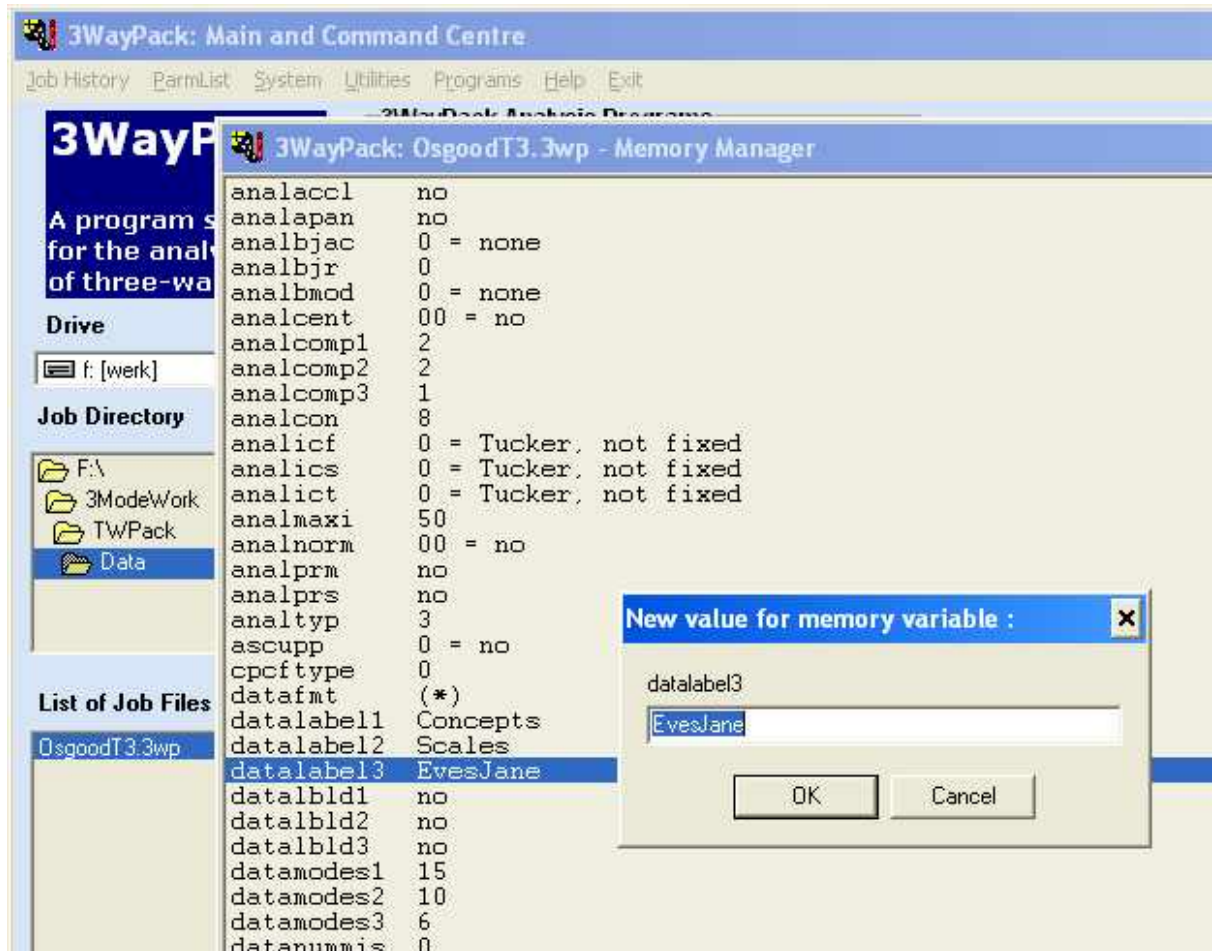 3WayPack: Main and Command Centre
Job History ParmList System Utilities Programs Help Exit
3WayPack Analysis Programs
3WayP
A program s
for the anal
of three-wa
Drive
f: [werk]
Job Directory
F:\
3ModeWork
TWPack
Data
List of Job Files
OsgoodT3.3wp
3WayPack: OsgoodT3.3wp - Memory Manager
analaccl no
analapan no
analbjac 0 = none
analbjr 0
analbmod 0 = none
analcent 00 = no
analcomp1 2
analcomp2 2
analcomp3 1
analcon 8
analicf 0 = Tucker, not fixed
analics 0 = Tucker, not fixed
analict 0 = Tucker, not fixed
analmaxi 50
analnorm 00 = no
analprm no
analprs no
analtyp 3
ascupp 0 = no
cpcftype 0
datafmt (*)
datalabel1 Concepts
datalabel2 Scales
datalabel3 EvesJane
datalbld1 no
datalbld2 no
datalbld3 no
datamodes1 15
datamodes2 10
datamodes3 6
datanummis 0
New value for memory variable :
datalabel3
EvesJane
OK Cancel